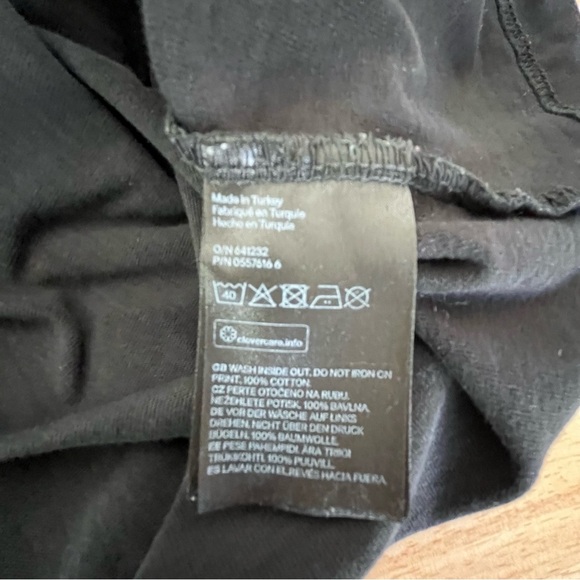 Made in Turkey
Fabriqué en Turquie
Hecho en Turquía
O/N 641232
P/N 0557616 6
40
clevercare.info
GB WASH INSIDE OUT. DO NOT IRON ON
PRINT. 100% COTTON.
CZ PERTE OTOČENO NA RUBU.
NEŽEHLETE POTISK. 100% BAVLNA.
DE VOR DER WÄSCHE AUF LINKS
DREHEN. NICHT ÜBER DEN DRUCK
BÜGELN. 100% BAUMWOLLE.
EE PESE PAHEMPIDI. ÄRA TRIIGI
TRÜKKOHTI. 100% PUUVILL.
ES LAVAR CON EL REVÉS HACIA FUERA